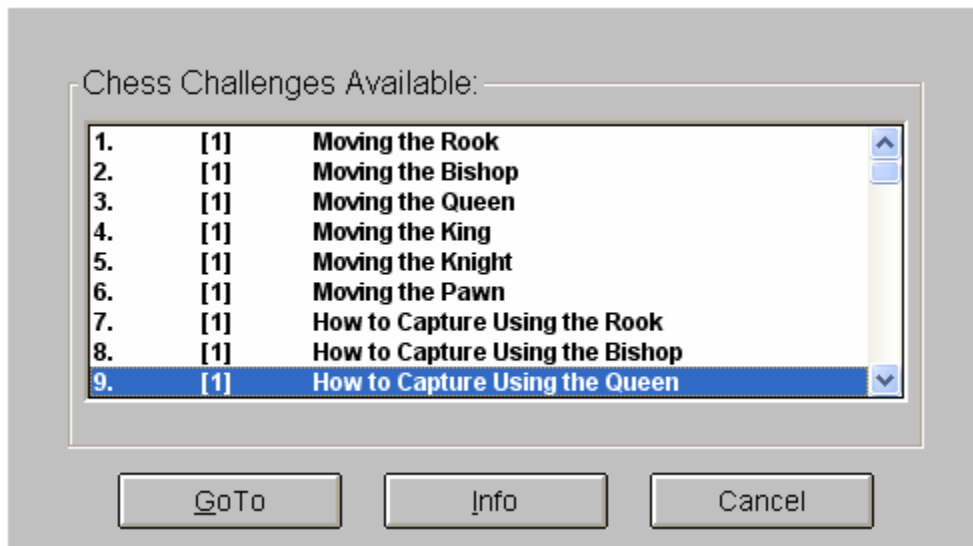 Chess Challenges Available:
1. [1] Moving the Rook
2. [1] Moving the Bishop
3. [1] Moving the Queen
4. [1] Moving the King
5. [1] Moving the Knight
6. [1] Moving the Pawn
7. [1] How to Capture Using the Rook
8. [1] How to Capture Using the Bishop
9. [1] How to Capture Using the Queen
GoTo Info Cancel